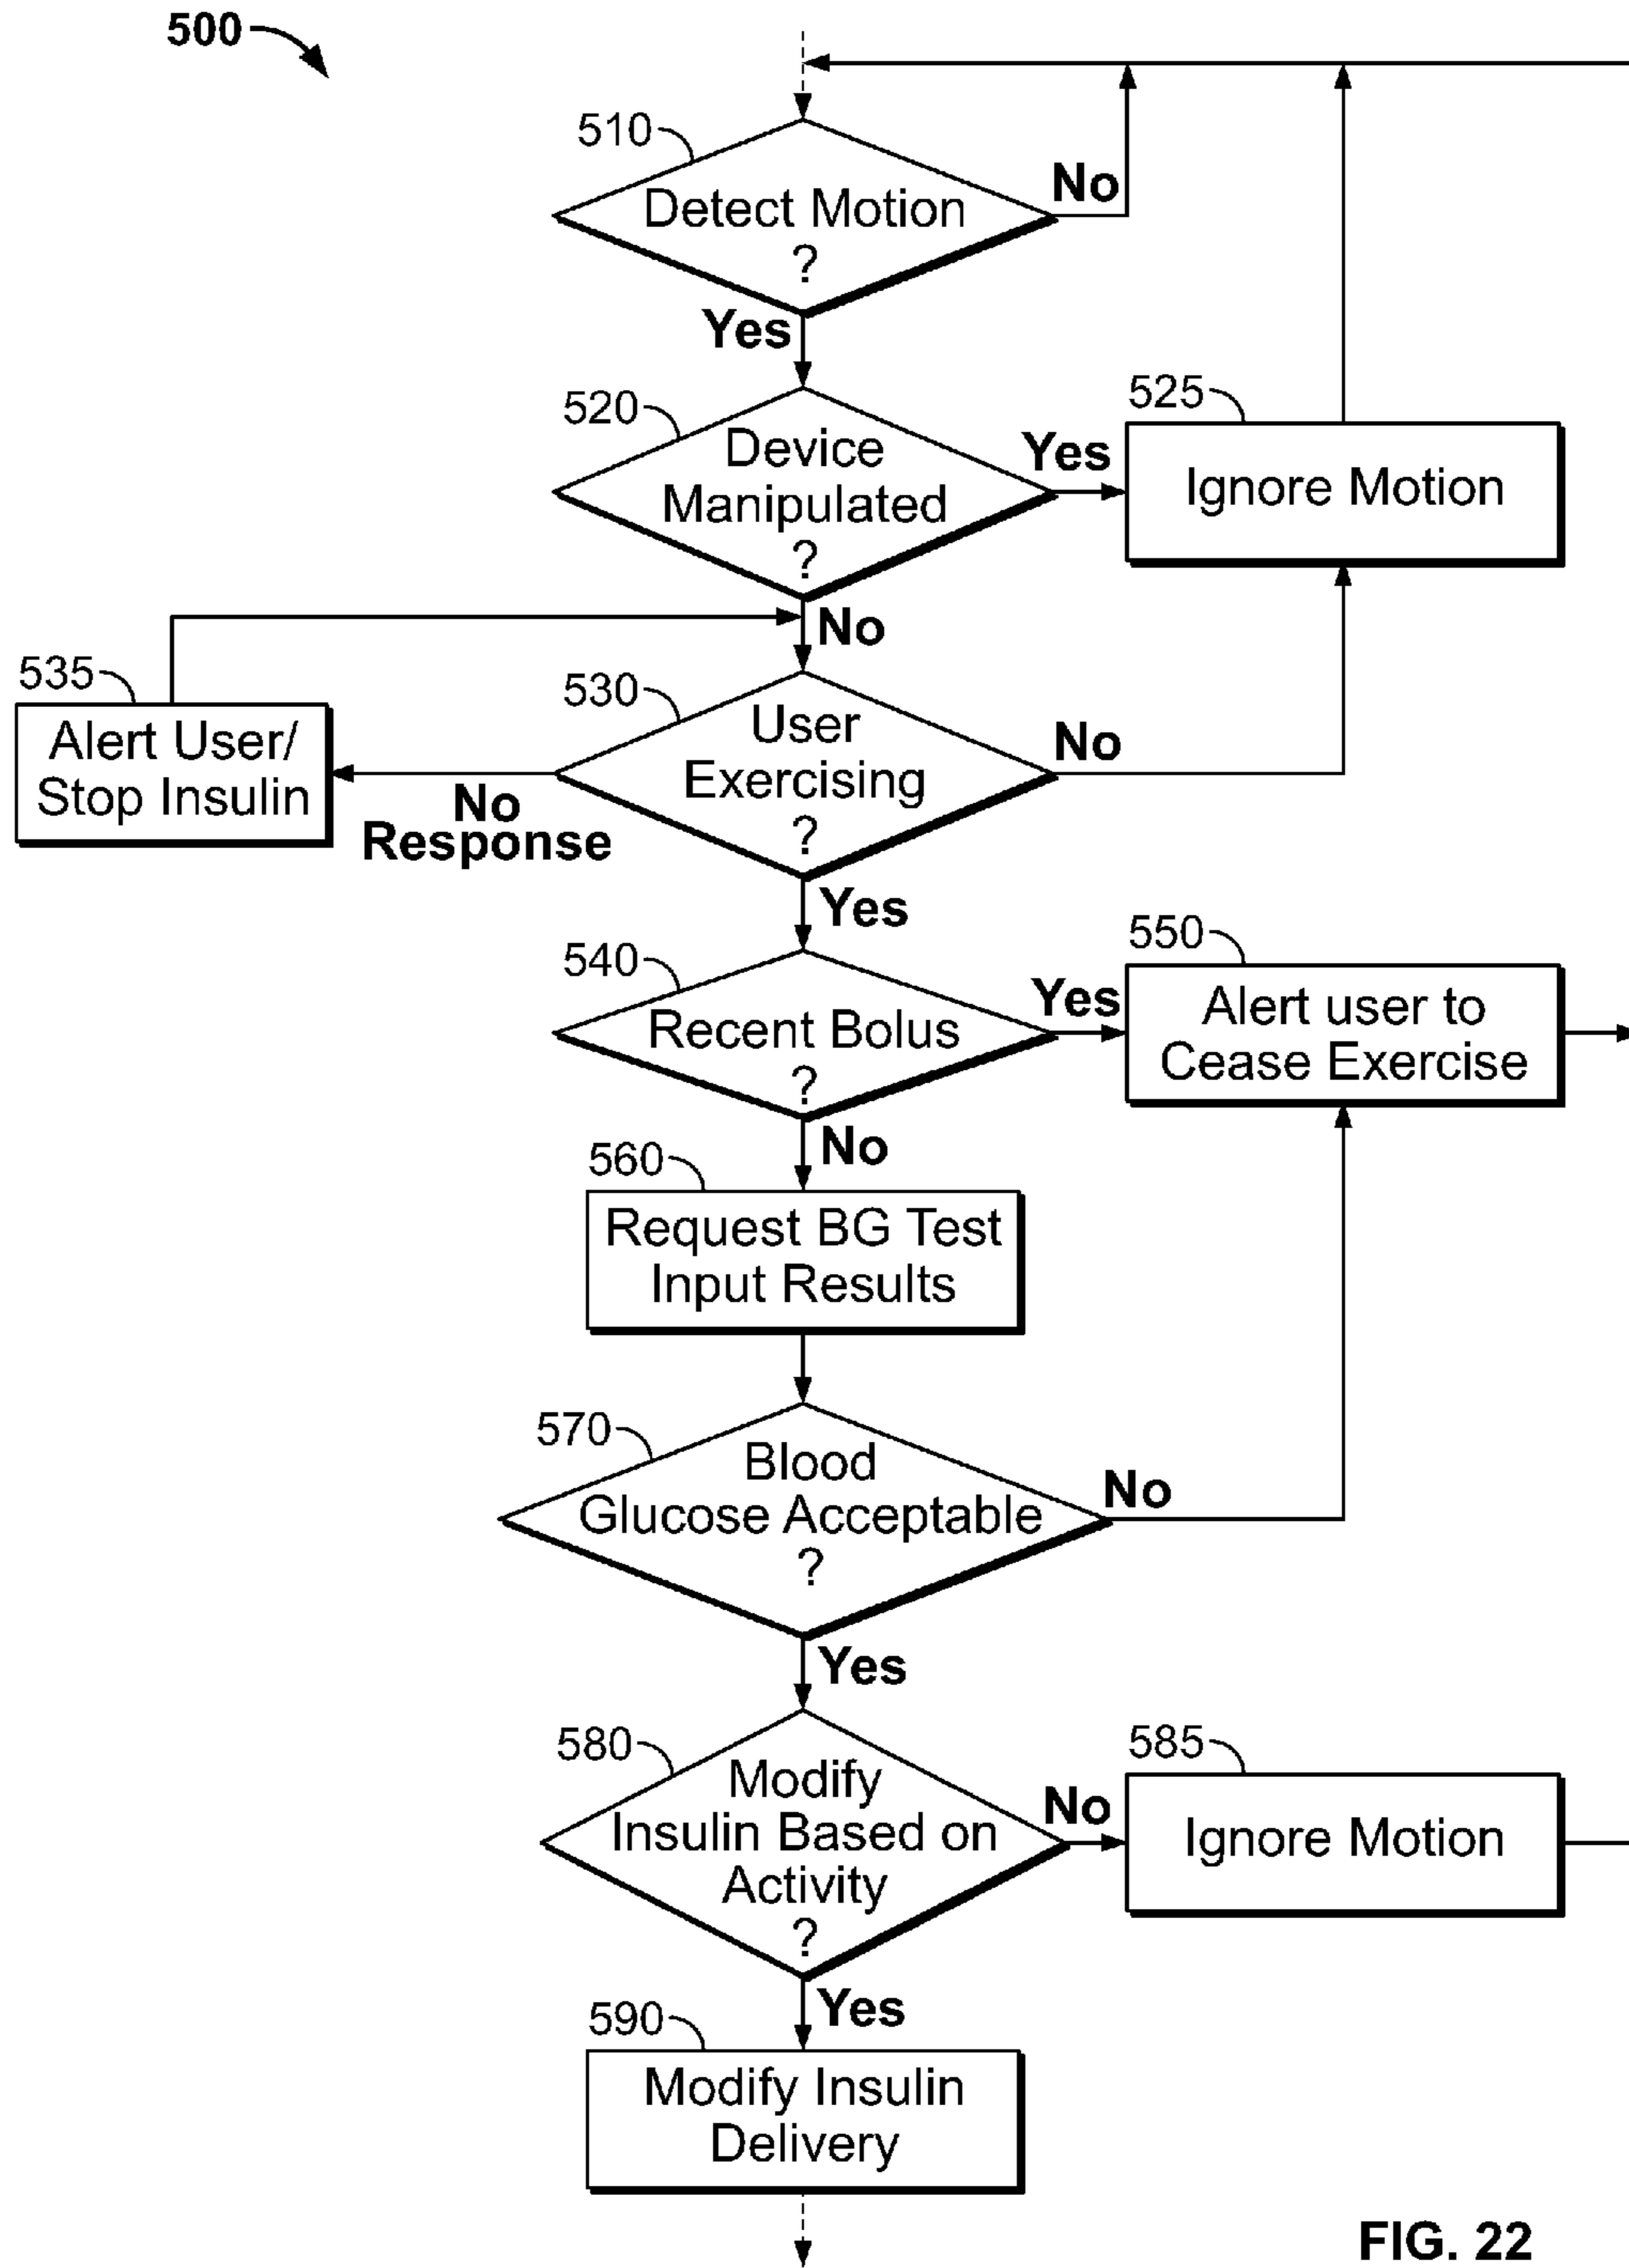 500
510
Detect Motion
?
No
Yes
520
Device
Manipulated
?
Yes
525
Ignore Motion
No
535
Alert User/
Stop Insulin
530
User
Exercising
?
No
No
Response
Yes
540
Recent Bolus
?
Yes
550
Alert user to
Cease Exercise
No
560
Request BG Test
Input Results
570
Blood
Glucose Acceptable
?
No
Yes
580
Modify
Insulin Based on
Activity
?
No
585
Ignore Motion
Yes
590
Modify Insulin
Delivery
FIG. 22